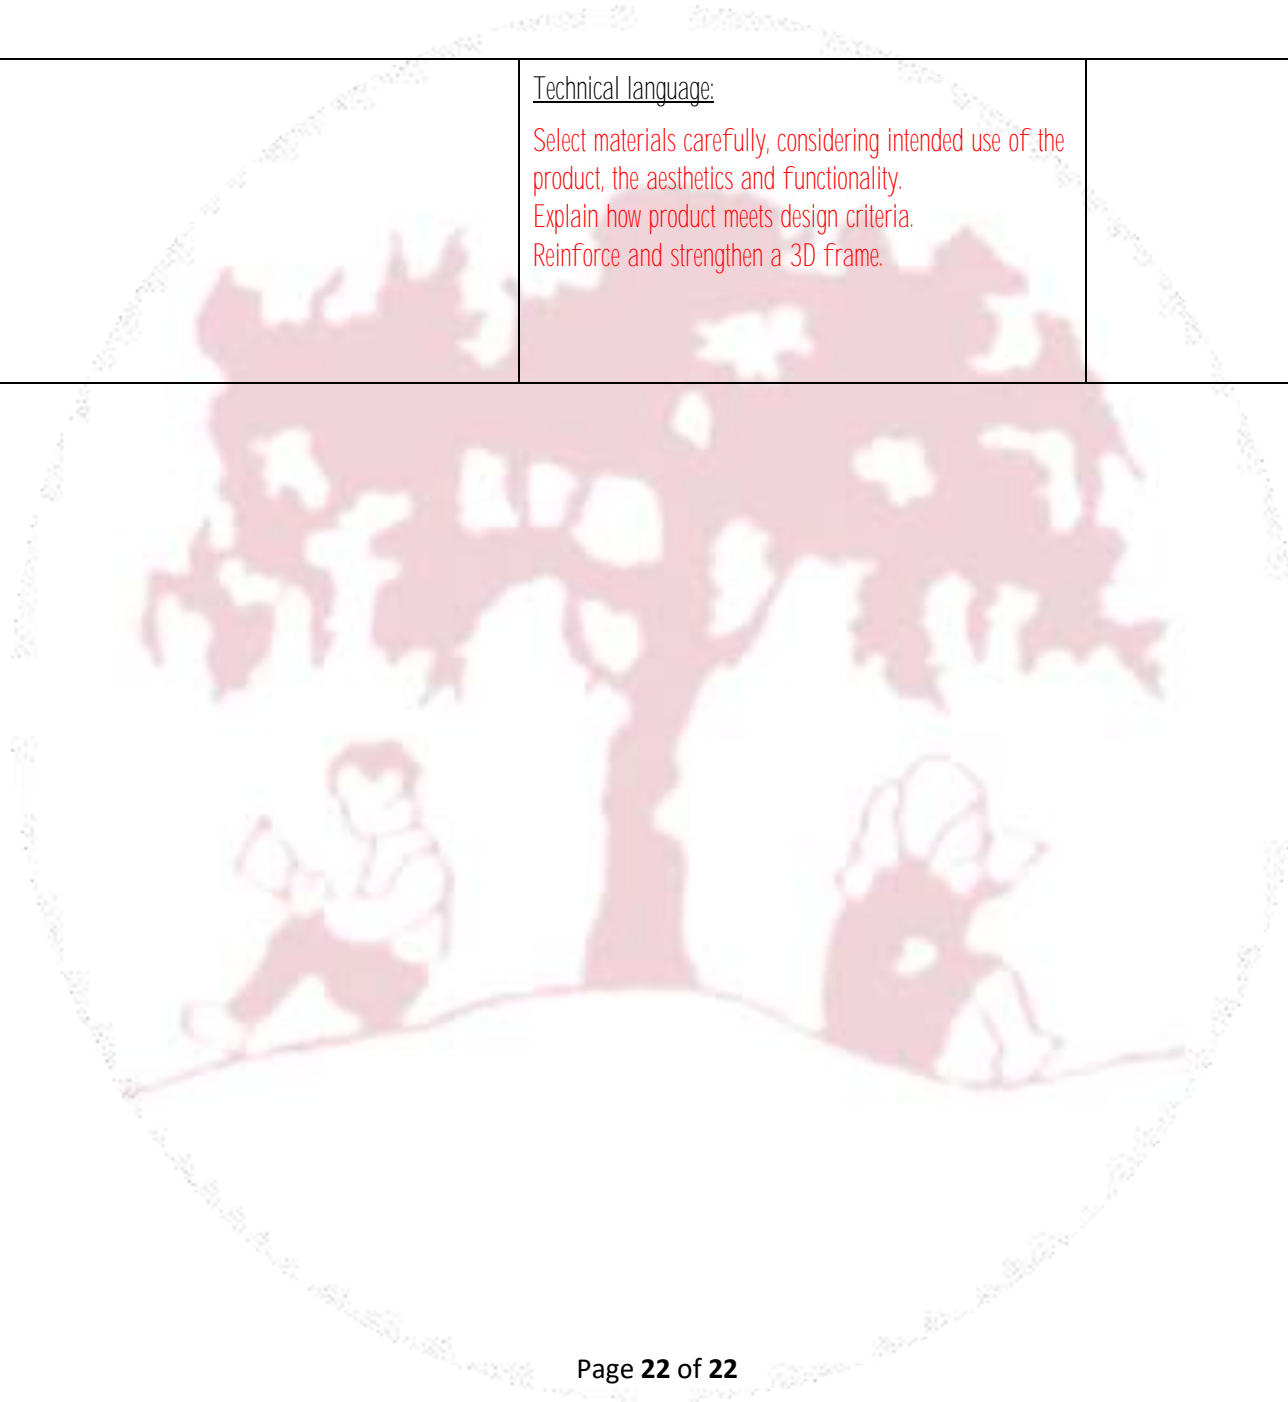 Technical language:
Select materials carefully, considering intended use of the
product, the aesthetics and functionality.
Explain how product meets design criteria.
Reinforce and strengthen a 3D frame.
Page 22 of 22